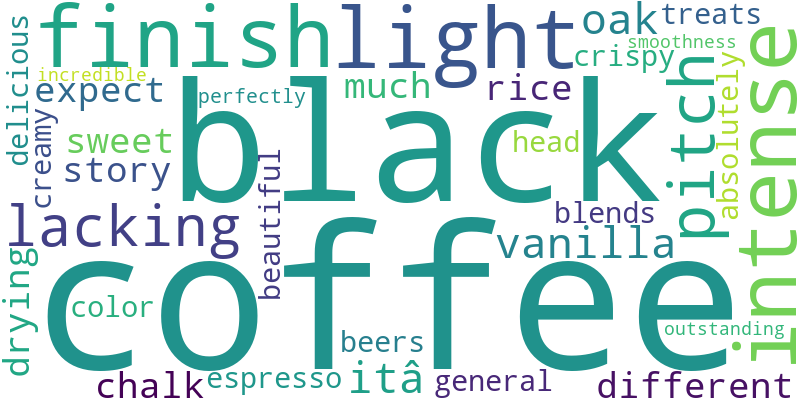 finish
light
oak
treats
smoothness
crispy
delicious
incredible
expect
perfectly
much
rice
pitch
absolutely
intense
black
creamy
sweet
story
head
beautiful
lacking
blends
vanilla
coffee
drying
color
outstanding
beers
chalk
espresso
itâ
general
different